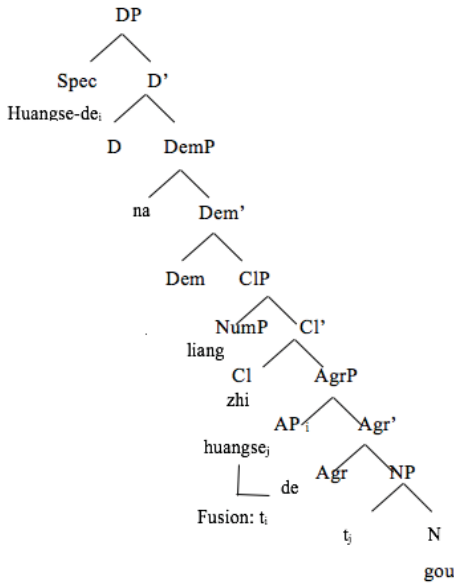 DP
Spec D’
Huangse-deᵢ
D DemP
na Dem’
Dem ClP
NumP Cl’
liang
Cl AgrP
zhi
APᵢ Agr’
huangseⱼ
de Agr NP
Fusion: tᵢ
tⱼ N
gou